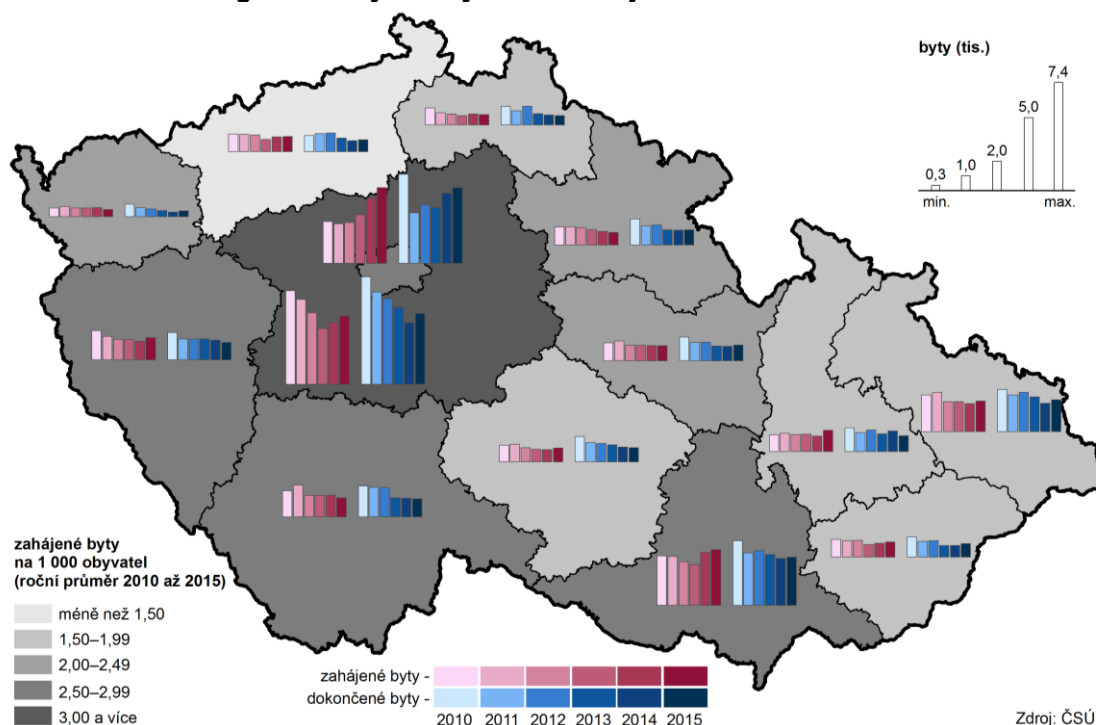 byty (tis.)
7,4
5,0
2,0
1,0
0,3
min.
max.
zahájené byty
na 1 000 obyvatel
(roční průměr 2010 až 2015)
méně než 1,50
1,50–1,99
2,00–2,49
2,50–2,99
3,00 a více
zahájené byty -
dokončené byty -
2010 2011 2012 2013 2014 2015
Zdroj: ČSÚ